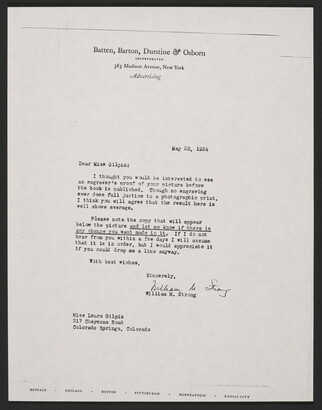 Batten, Barton, Durstine & Osborn
INCORPORATED
383 Madison Avenue, New York
Advertising
May 23, 1934
Dear Miss Gilpin:
I thought you would be interested to see
an engraver's proof of your picture before
the book is published. Though no engraving
ever does full justice to a photographic print,
I think you will agree that the result here is
well above average.
Please note the copy that will appear
below the picture and let me know if there is
any change you want made in it. If I do not
hear from you within a few days I will assume
that it is in order, but I would appreciate it
if you could drop me a line anyway.
With best wishes,
Sincerely,
William M Strong
William M. Strong
Miss Laura Gilpin
317 Cheyenne Road
Colorado Springs, Colorado
BUFFALO · CHICAGO · BOSTON · PITTSBURGH · MINNEAPOLIS · KANSAS CITY